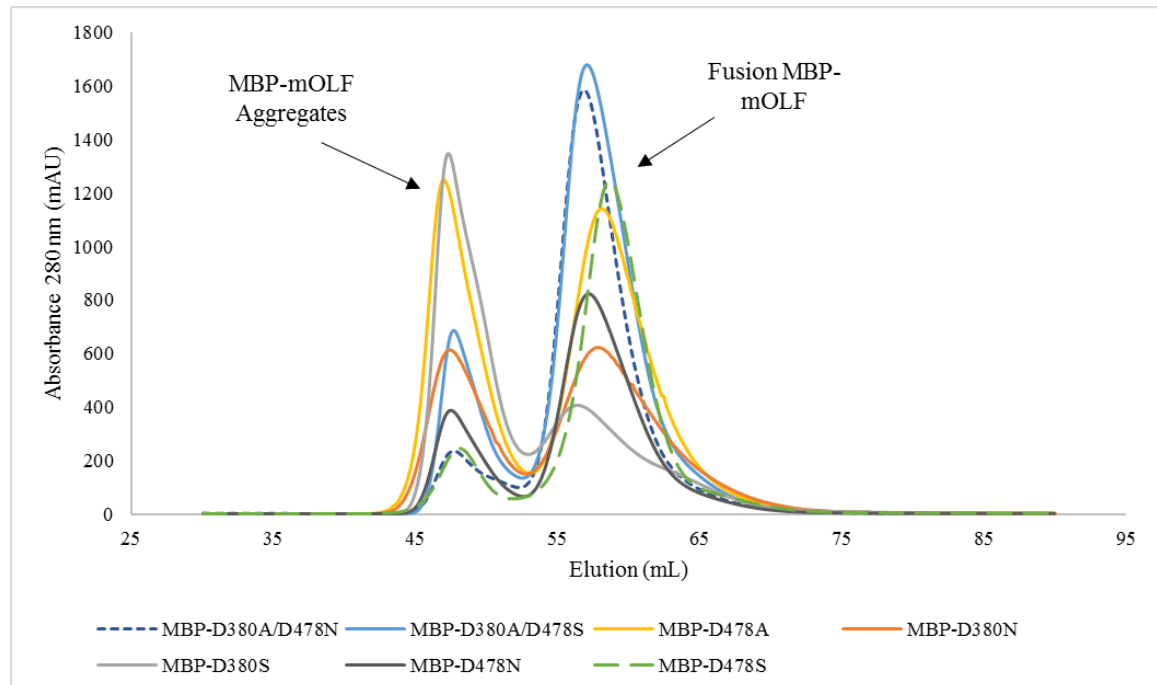 1800
1600
1400
1200
1000
800
600
400
200
0
Absorbance 280 nm (mAU)
MBP-mOLF
Aggregates
Fusion MBP-
mOLF
25 35 45 55 65 75 85 95
Elution (mL)
MBP-D380A/D478N MBP-D380A/D478S MBP-D478A MBP-D380N
MBP-D380S MBP-D478N MBP-D478S